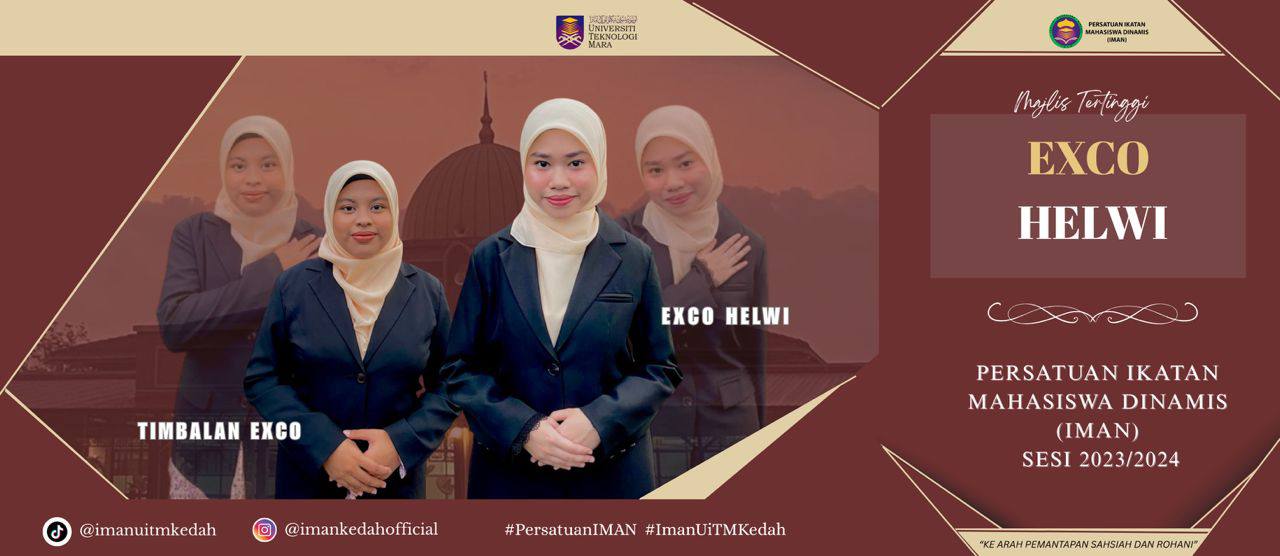 UNIVERSITI
TEKNOLOGI
MARA
PERSATUAN IKATAN
MAHASISWA DINAMIS
(IMAN)
Majlis Tertinggi
EXCO
HELWI
EXCO HELWI
TIMBALAN EXCO
PERSATUAN IKATAN
MAHASISWA DINAMIS
(IMAN)
SESI 2023/2024
@imanuitmkedah
@imankedahofficial
#PersatuanIMAN #ImanUiTMKedah
"KE ARAH PEMANTAPAN SAHSIAH DAN ROHANI"